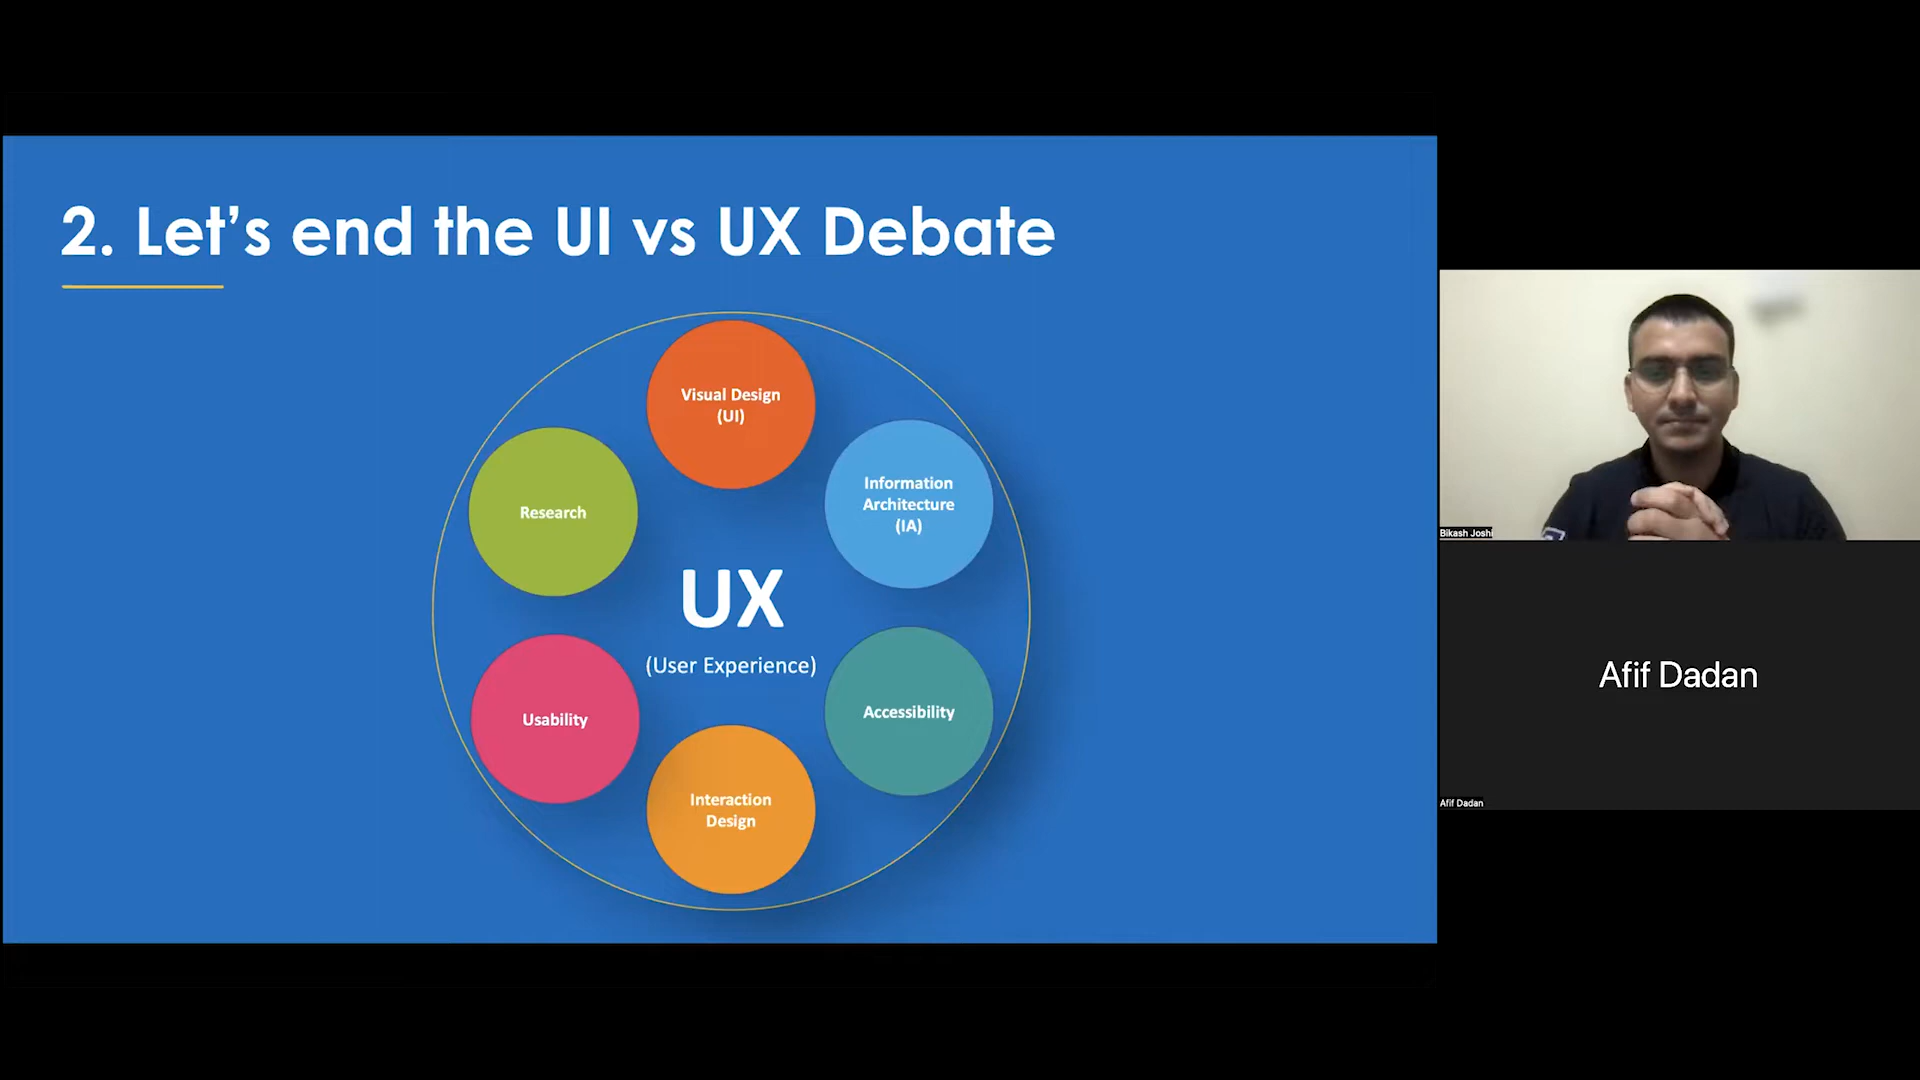 2. Let’s end the UI vs UX Debate
Visual Design
(UI)
Information
Architecture
(IA)
Research
UX
(User Experience)
Accessibility
Usability
Interaction
Design
Bikash Joshi
Afif Dadan
Afif Dadan